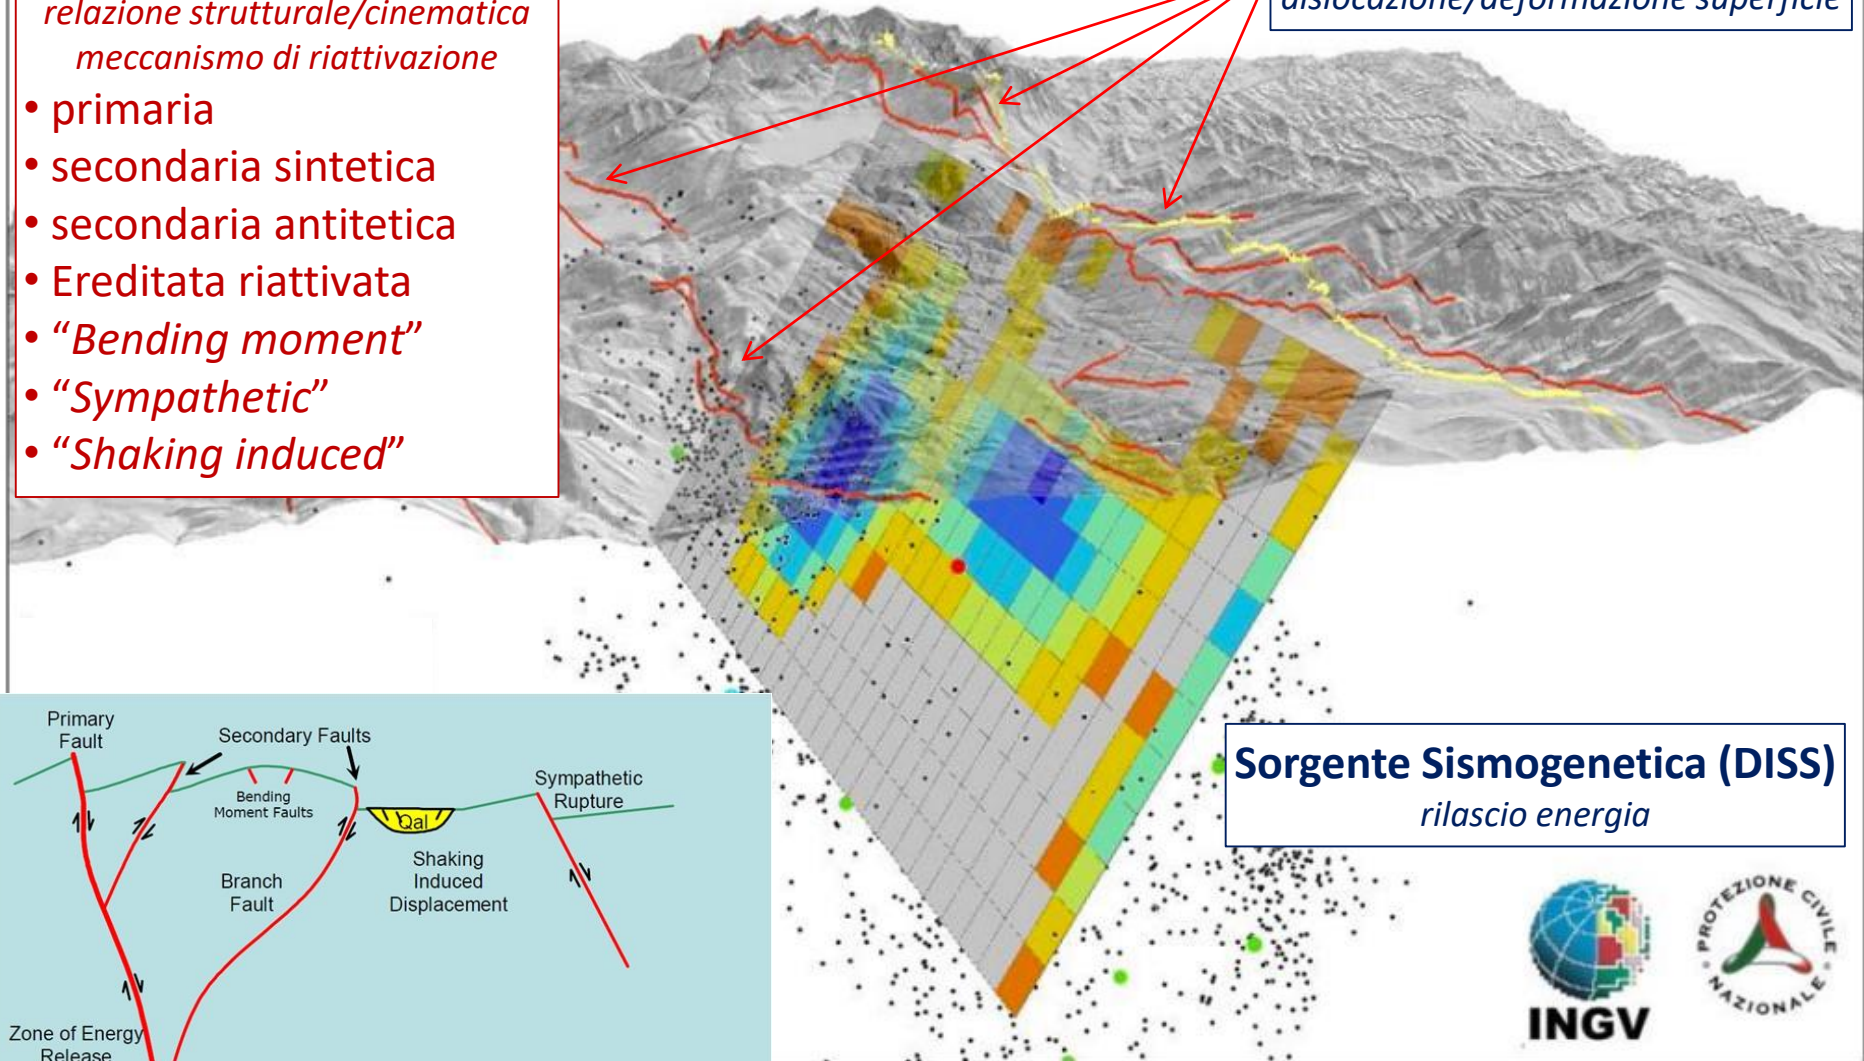 relazione strutturale/cinematica
meccanismo di riattivazione
• primaria
• secondaria sintetica
• secondaria antitetica
• Ereditata riattivata
• “Bending moment”
• “Sympathetic”
• “Shaking induced”
dislocazione/deformazione superficie
Sorgente Sismogenetica (DISS)
rilascio energia
Primary
Fault
Secondary Faults
Bending
Moment Faults
Qal
Sympathetic
Rupture
Shaking
Induced
Displacement
Branch
Fault
Zone of Energy
Release
INGV
PROTEZIONE CIVILE
NAZIONALE